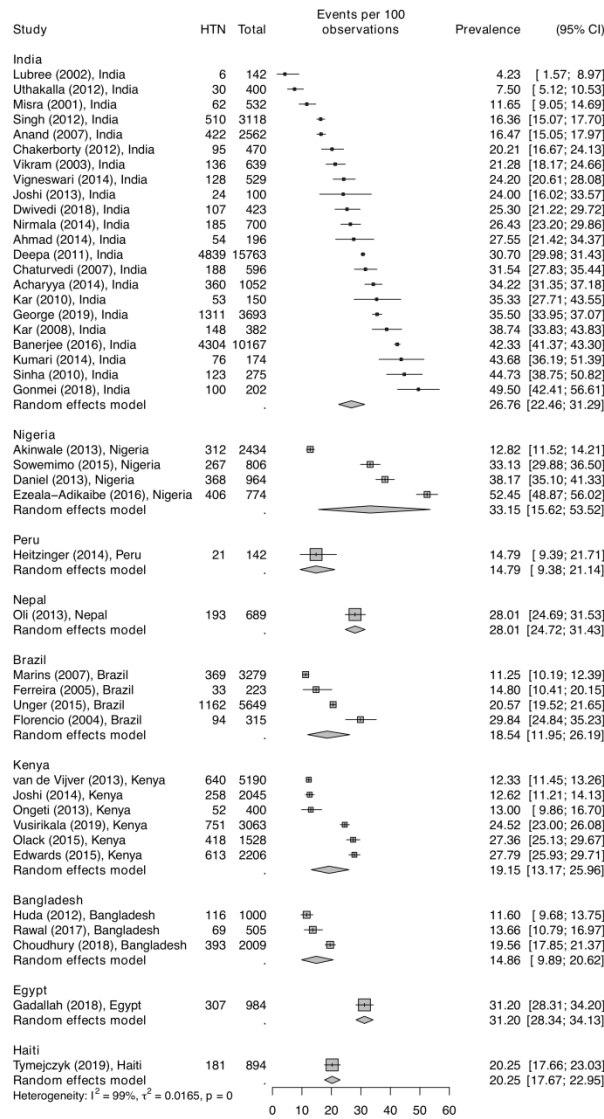 Study HTN Total Events per 100 observations Prevalence (95% CI)
India
Lubree (2002), India 6 142 4.23 [ 1.57; 8.97]
Uthakalla (2012), India 30 400 7.50 [ 5.12; 10.53]
Misra (2001), India 62 532 11.65 [ 9.05; 14.69]
Singh (2012), India 510 3118 16.36 [15.07; 17.70]
Anand (2007), India 422 2562 16.47 [15.05; 17.97]
Chakerborty (2012), India 95 470 20.21 [16.67; 24.13]
Vikram (2003), India 136 639 21.28 [18.17; 24.66]
Vigneswari (2014), India 128 529 24.20 [20.61; 28.08]
Joshi (2013), India 24 100 24.00 [16.02; 33.57]
Dwivedi (2018), India 107 423 25.30 [21.22; 29.72]
Nirmala (2014), India 185 700 26.43 [23.20; 29.86]
Ahmad (2014), India 54 196 27.55 [21.42; 34.37]
Deepa (2011), India 4839 15763 30.70 [29.98; 31.43]
Chaturvedi (2007), India 188 596 31.54 [27.83; 35.44]
Acharyya (2014), India 360 1052 34.22 [31.35; 37.18]
Kar (2010), India 53 150 35.33 [27.71; 43.55]
George (2019), India 1311 3693 35.50 [33.95; 37.07]
Kar (2008), India 148 382 38.74 [33.83; 43.83]
Banerjee (2016), India 4304 10167 42.33 [41.37; 43.30]
Kumari (2014), India 76 174 43.68 [36.19; 51.39]
Sinha (2010), India 123 275 44.73 [38.75; 50.82]
Gonmei (2018), India 100 202 49.50 [42.41; 56.61]
Random effects model . 26.76 [22.46; 31.29]
Nigeria
Akinwale (2013), Nigeria 312 2434 12.82 [11.52; 14.21]
Sowemimo (2015), Nigeria 267 806 33.13 [29.88; 36.50]
Daniel (2013), Nigeria 368 964 38.17 [35.10; 41.33]
Ezeala−Adikaibe (2016), Nigeria 406 774 52.45 [48.87; 56.02]
Random effects model . 33.15 [15.62; 53.52]
Peru
Heitzinger (2014), Peru 21 142 14.79 [ 9.39; 21.71]
Random effects model . 14.79 [ 9.38; 21.14]
Nepal
Oli (2013), Nepal 193 689 28.01 [24.69; 31.53]
Random effects model . 28.01 [24.72; 31.43]
Brazil
Marins (2007), Brazil 369 3279 11.25 [10.19; 12.39]
Ferreira (2005), Brazil 33 223 14.80 [10.41; 20.15]
Unger (2015), Brazil 1162 5649 20.57 [19.52; 21.65]
Florencio (2004), Brazil 94 315 29.84 [24.84; 35.23]
Random effects model . 18.54 [11.95; 26.19]
Kenya
van de Vijver (2013), Kenya 640 5190 12.33 [11.45; 13.26]
Joshi (2014), Kenya 258 2045 12.62 [11.21; 14.13]
Ongeti (2013), Kenya 52 400 13.00 [ 9.86; 16.70]
Vusirikala (2019), Kenya 751 3063 24.52 [23.00; 26.08]
Olack (2015), Kenya 418 1528 27.36 [25.13; 29.67]
Edwards (2015), Kenya 613 2206 27.79 [25.93; 29.71]
Random effects model . 19.15 [13.17; 25.96]
Bangladesh
Huda (2012), Bangladesh 116 1000 11.60 [ 9.68; 13.75]
Rawal (2017), Bangladesh 69 505 13.66 [10.79; 16.97]
Choudhury (2018), Bangladesh 393 2009 19.56 [17.85; 21.37]
Random effects model . 14.86 [ 9.89; 20.62]
Egypt
Gadallah (2018), Egypt 307 984 31.20 [28.31; 34.20]
Random effects model . 31.20 [28.34; 34.13]
Haiti
Tymejczyk (2019), Haiti 181 894 20.25 [17.66; 23.03]
Random effects model . 20.25 [17.67; 22.95]
Heterogeneity: I² = 99%, τ² = 0.0165, p = 0
0 10 20 30 40 50 60